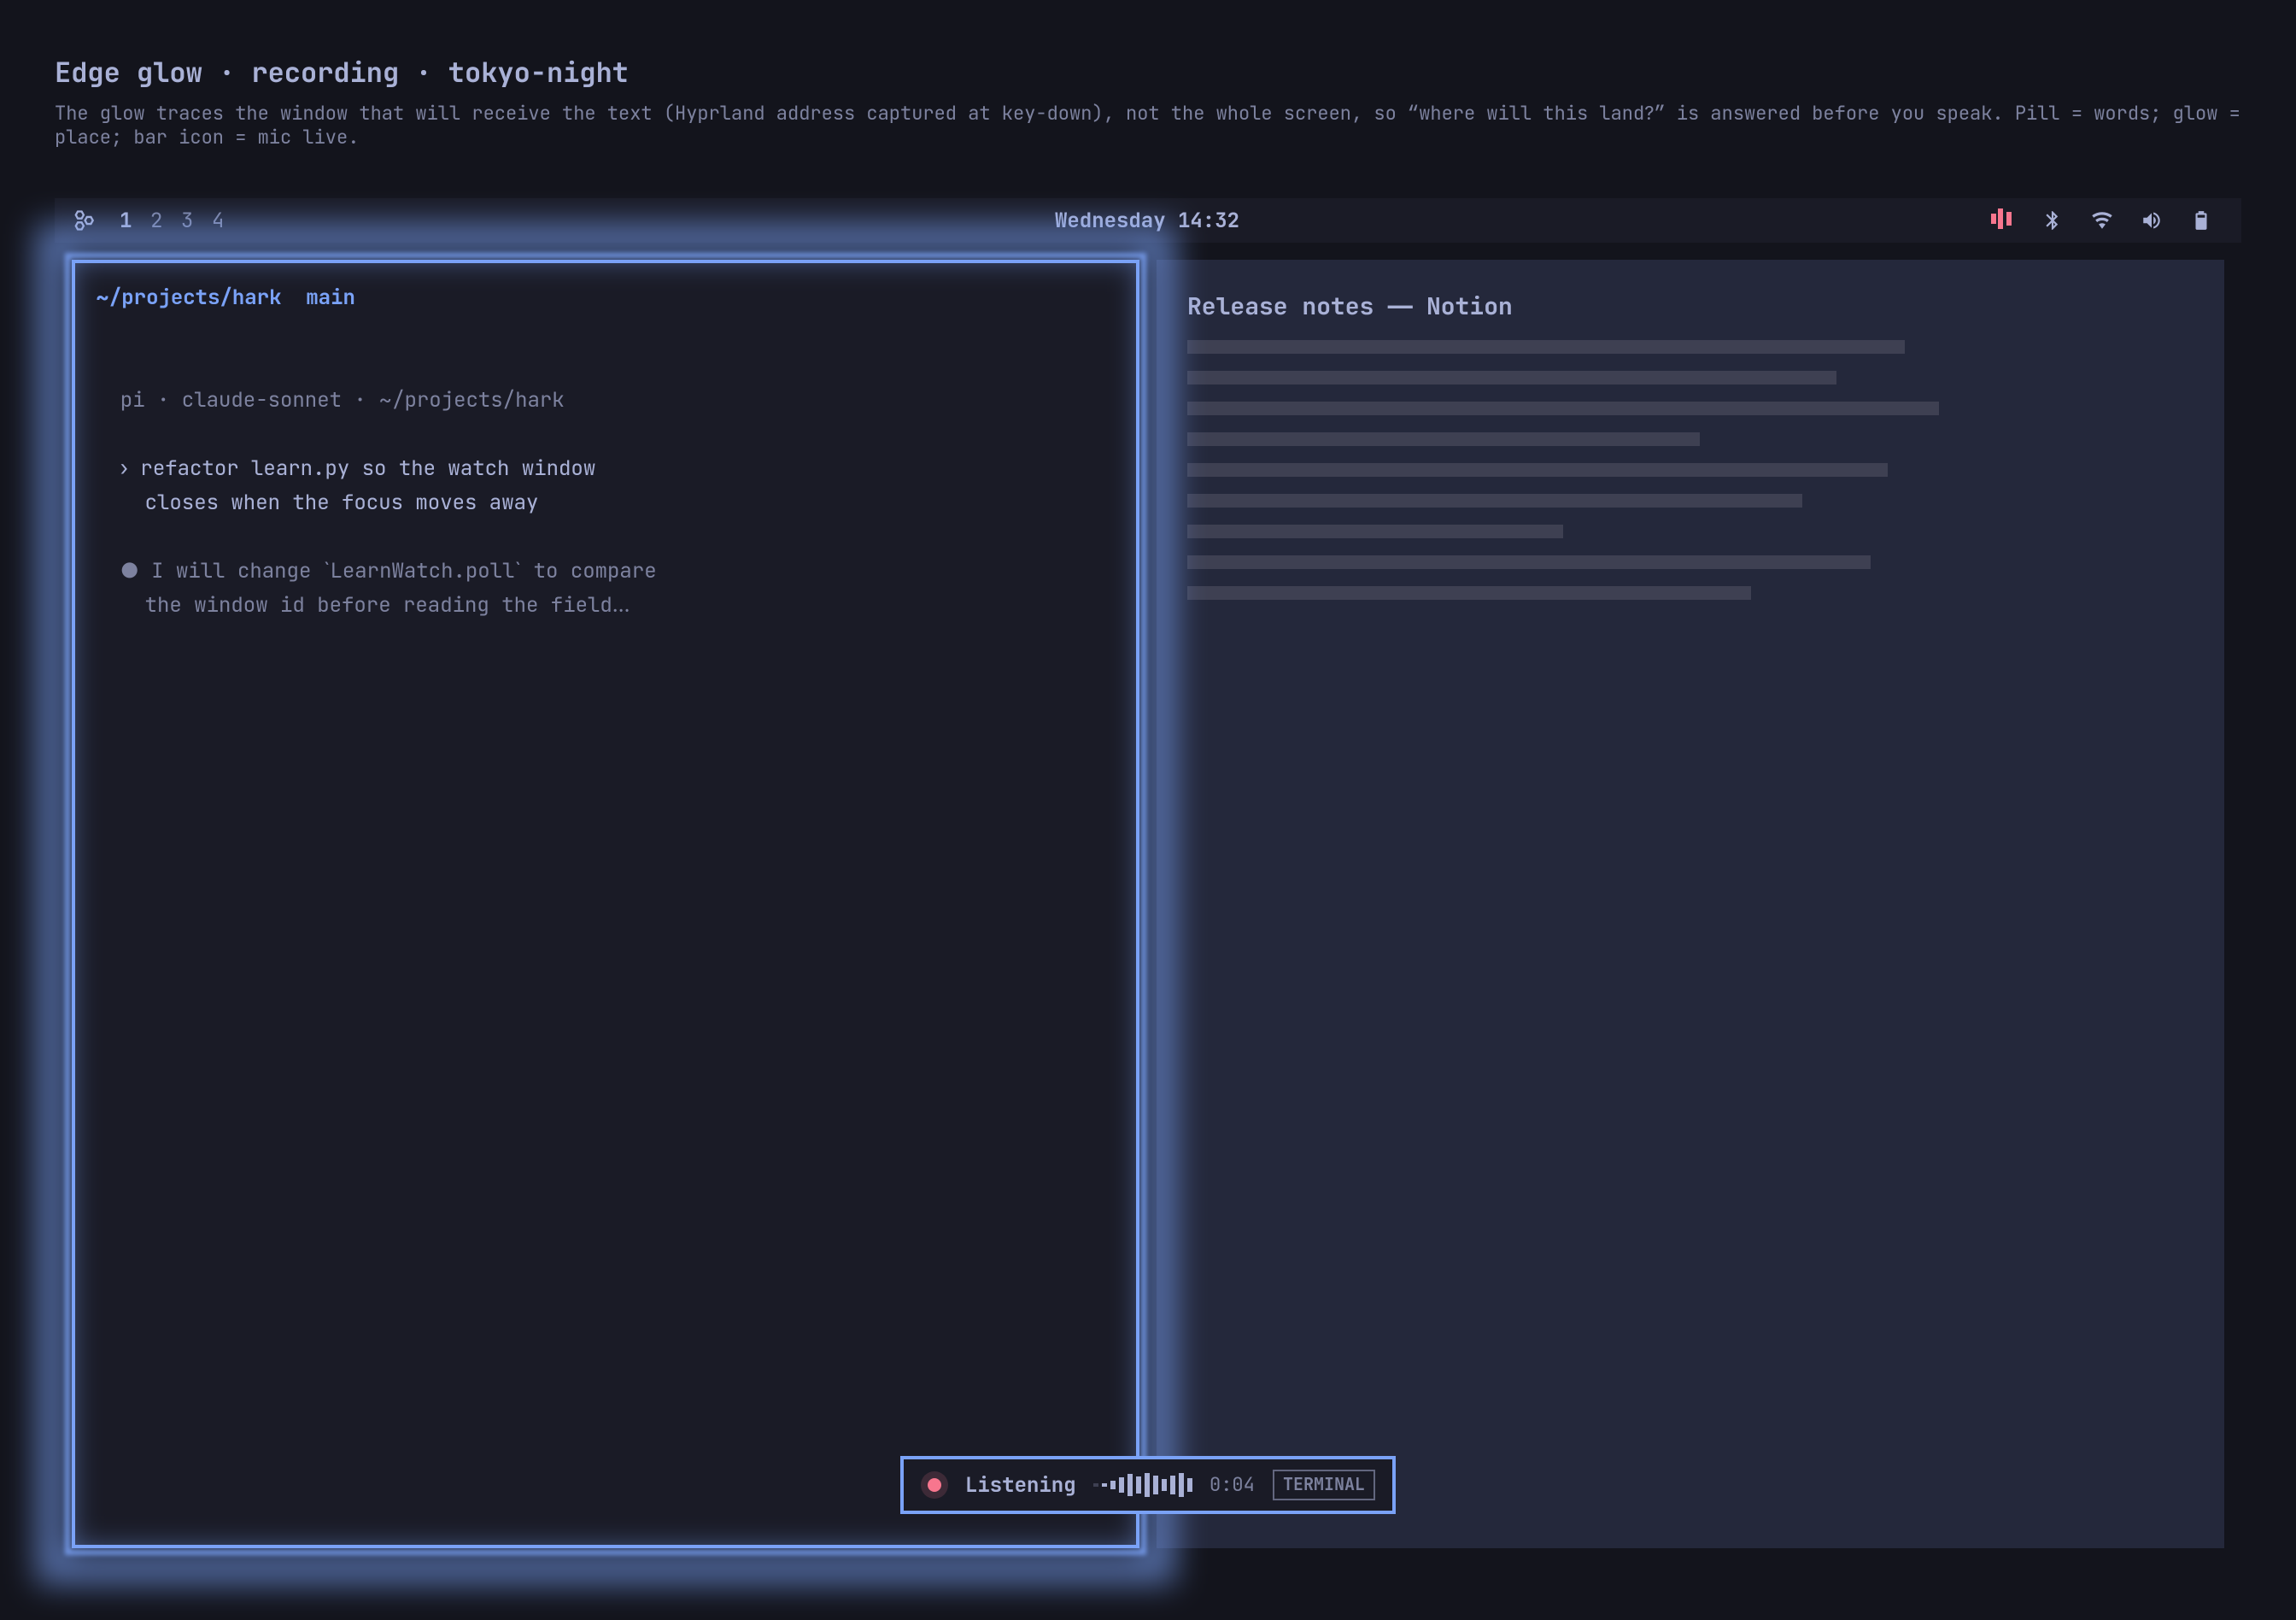 Edge glow · recording · tokyo-night
The glow traces the window that will receive the text (Hyprland address captured at key-down), not the whole screen, so “where will this land?” is answered before you speak. Pill = words; glow =
place; bar icon = mic live.
1 2 3 4 Wednesday 14:32
~/projects/hark main
Release notes — Notion
pi · claude-sonnet · ~/projects/hark
› refactor learn.py so the watch window
closes when the focus moves away
● I will change `LearnWatch.poll` to compare
the window id before reading the field…
Listening 0:04 TERMINAL